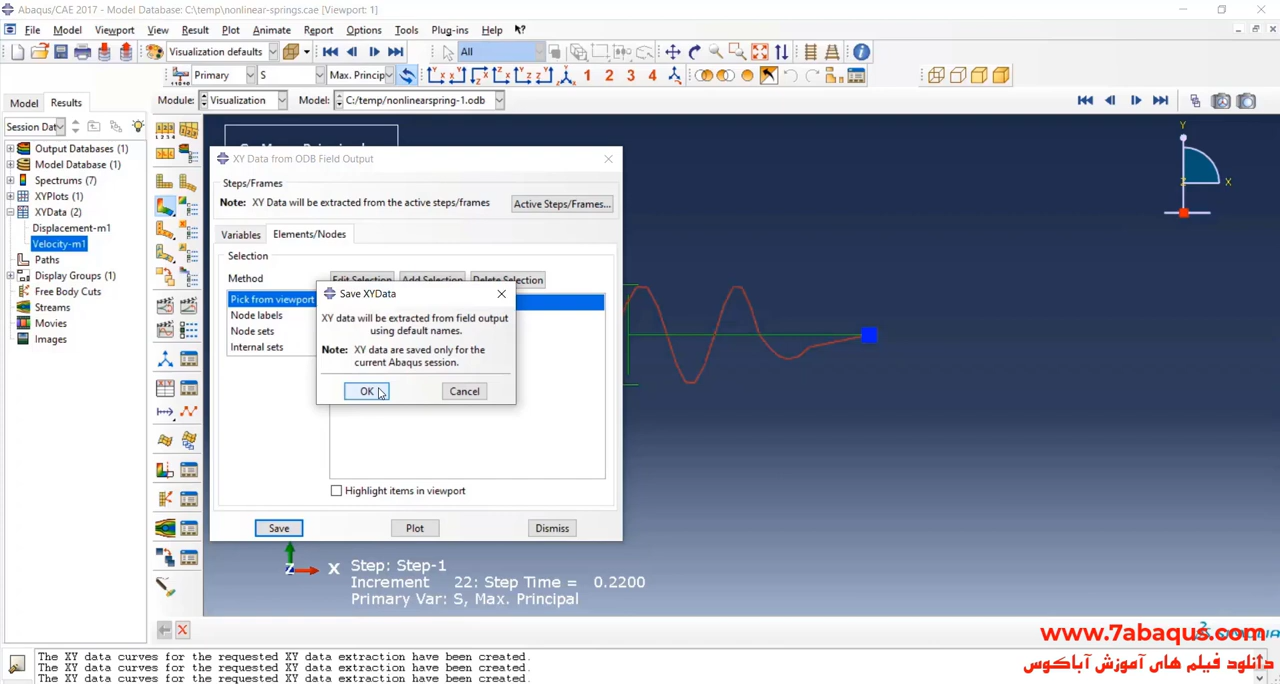 Abaqus/CAE 2017 - Model Database: C:\temp\nonlinear-springs.cae [Viewport: 1]
File Model Viewport View Result Plot Animate Report Options Tools Plug-ins Help
Visualization defaults All
Primary S Max. Princip 1 2 3 4
Model Results Module: Visualization Model: C:/temp/nonlinearspring-1.odb
Session Dat
Output Databases (1)
Model Database (1)
Spectrums (7)
XYPlots (1)
XYData (2)
Displacement-m1
Velocity-m1
Paths
Display Groups (1)
Free Body Cuts
Streams
Movies
Images
XY Data from ODB Field Output
Steps/Frames
Note: XY Data will be extracted from the active steps/frames
Active Steps/Frames...
Variables Elements/Nodes
Selection
Method
Edit Selection Add Selection Delete Selection
Pick from viewport
Node labels
Node sets
Internal sets
Save XYData
XY data will be extracted from field output
using default names.
Note: XY data are saved only for the
current Abaqus session.
OK Cancel
Highlight items in viewport
Save Plot Dismiss
Y
Z X
Z X
Step: Step-1
Increment 22: Step Time = 0.2200
Primary Var: S, Max. Principal
www.7abaqus.com
دانلود فیلم های آموزش آباکوس
The XY data curves for the requested XY data extraction have been created.
The XY data curves for the requested XY data extraction have been created.
The XY data curves for the requested XY data extraction have been created.